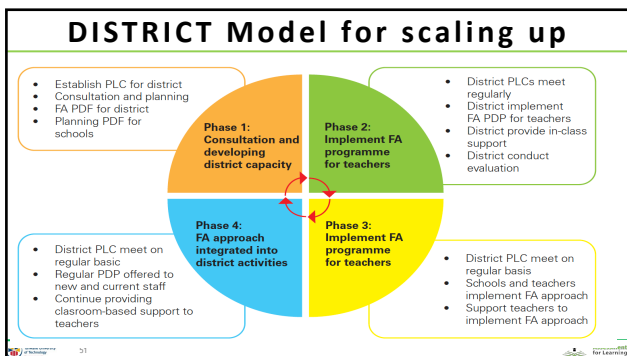 DISTRICT Model for scaling up
• Establish PLC for district
• Consultation and planning
• FA PDF for district
• Planning PDF for
schools
• District PLCs meet
regularly
• District implement
FA PDP for teachers
• District provide in-class
support
• District conduct
evaluation
Phase 1:
Consultation and
developing
district capacity
Phase 2:
Implement FA
programme
for teachers
Phase 4:
FA approach
integrated into
district activities
Phase 3:
Implement FA
programme
for teachers
• District PLC meet on
regular basic
• Regular PDP offered to
new and current staff
• Continue providing
clasroom-based support to
teachers
• District PLC meet on
regular basis
• Schools and teachers
implement FA approach
• Support teachers to
implement FA approach
of Technology
51
for Learning